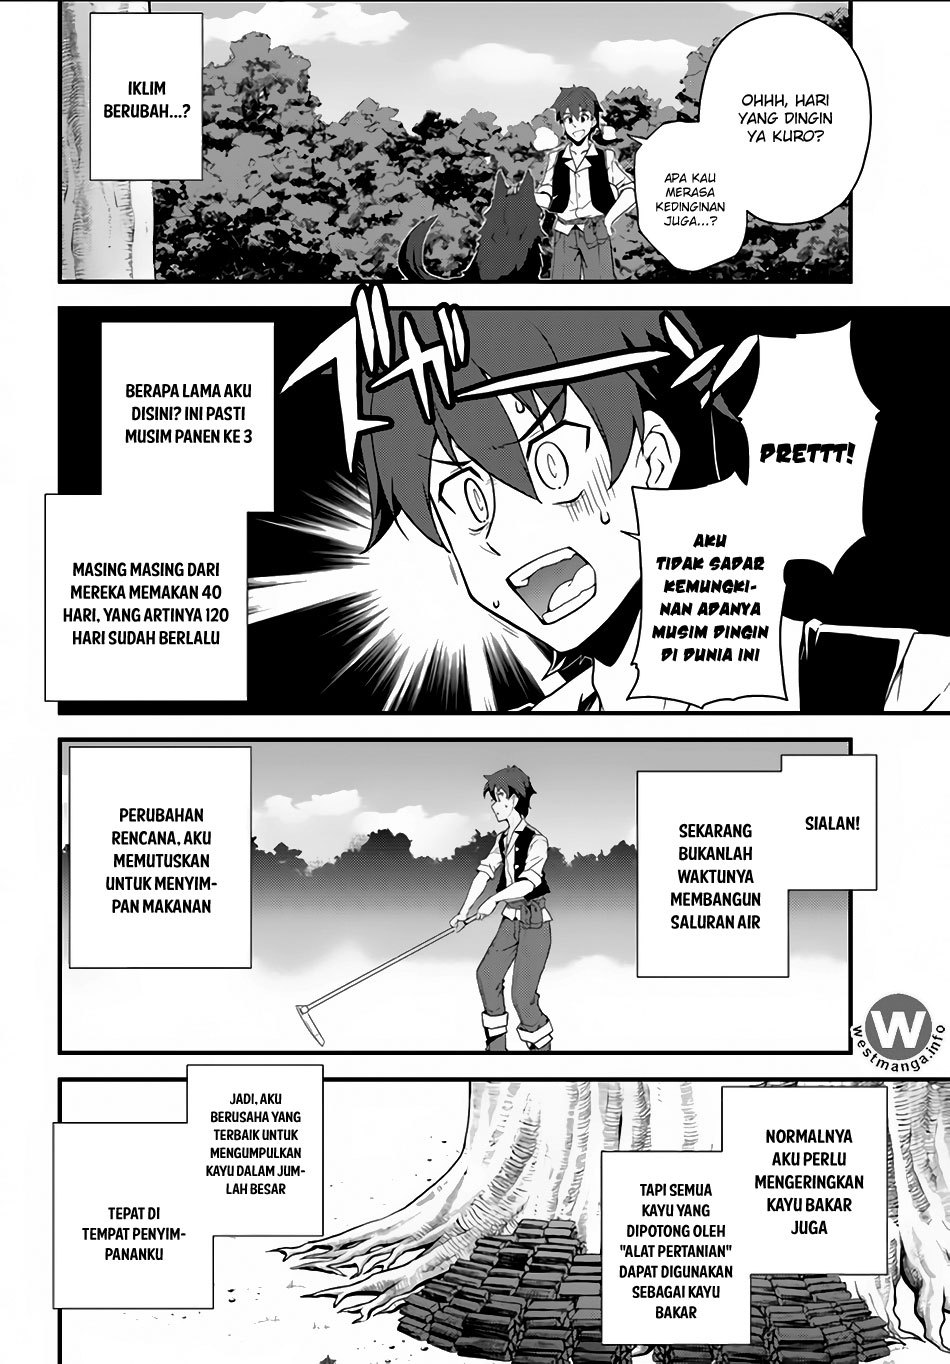 OHHH, HARI
YANG DINGIN
YA KURO?
APA KAU
MERASA
KEDINGINAN
JUGA...?
IKLIM
BERUBAH...?
PRETTT!
AKU
TIDAK SADAR
KEMUNGKI-
NAN ADANYA
MUSIM DINGIN
DI DUNIA INI
ズガーン
BERAPA LAMA AKU
DISINI? INI PASTI
MUSIM PANEN KE 3
MASING MASING DARI
MEREKA MEMAKAN 40
HARI, YANG ARTINYA 120
HARI SUDAH BERLALU
SIALAN!
SEKARANG
BUKANLAH
WAKTUNYA
MEMBANGUN
SALURAN AIR
PERUBAHAN
RENCANA, AKU
MEMUTUSKAN
UNTUK MENYIM-
PAN MAKANAN
W
westmanga.info
NORMALNYA
AKU PERLU
MENGERINGKAN
KAYU BAKAR
JUGA
TAPI SEMUA
KAYU YANG
DIPOTONG OLEH
"ALAT PERTANIAN"
DAPAT DIGUNAKAN
SEBAGAI KAYU
BAKAR
JADI, AKU
BERUSAHA YANG
TERBAIK UNTUK
MENGUMPULKAN
KAYU DALAM JUM-
LAH BESAR
TEPAT DI
TEMPAT PENYIM-
PANANKU